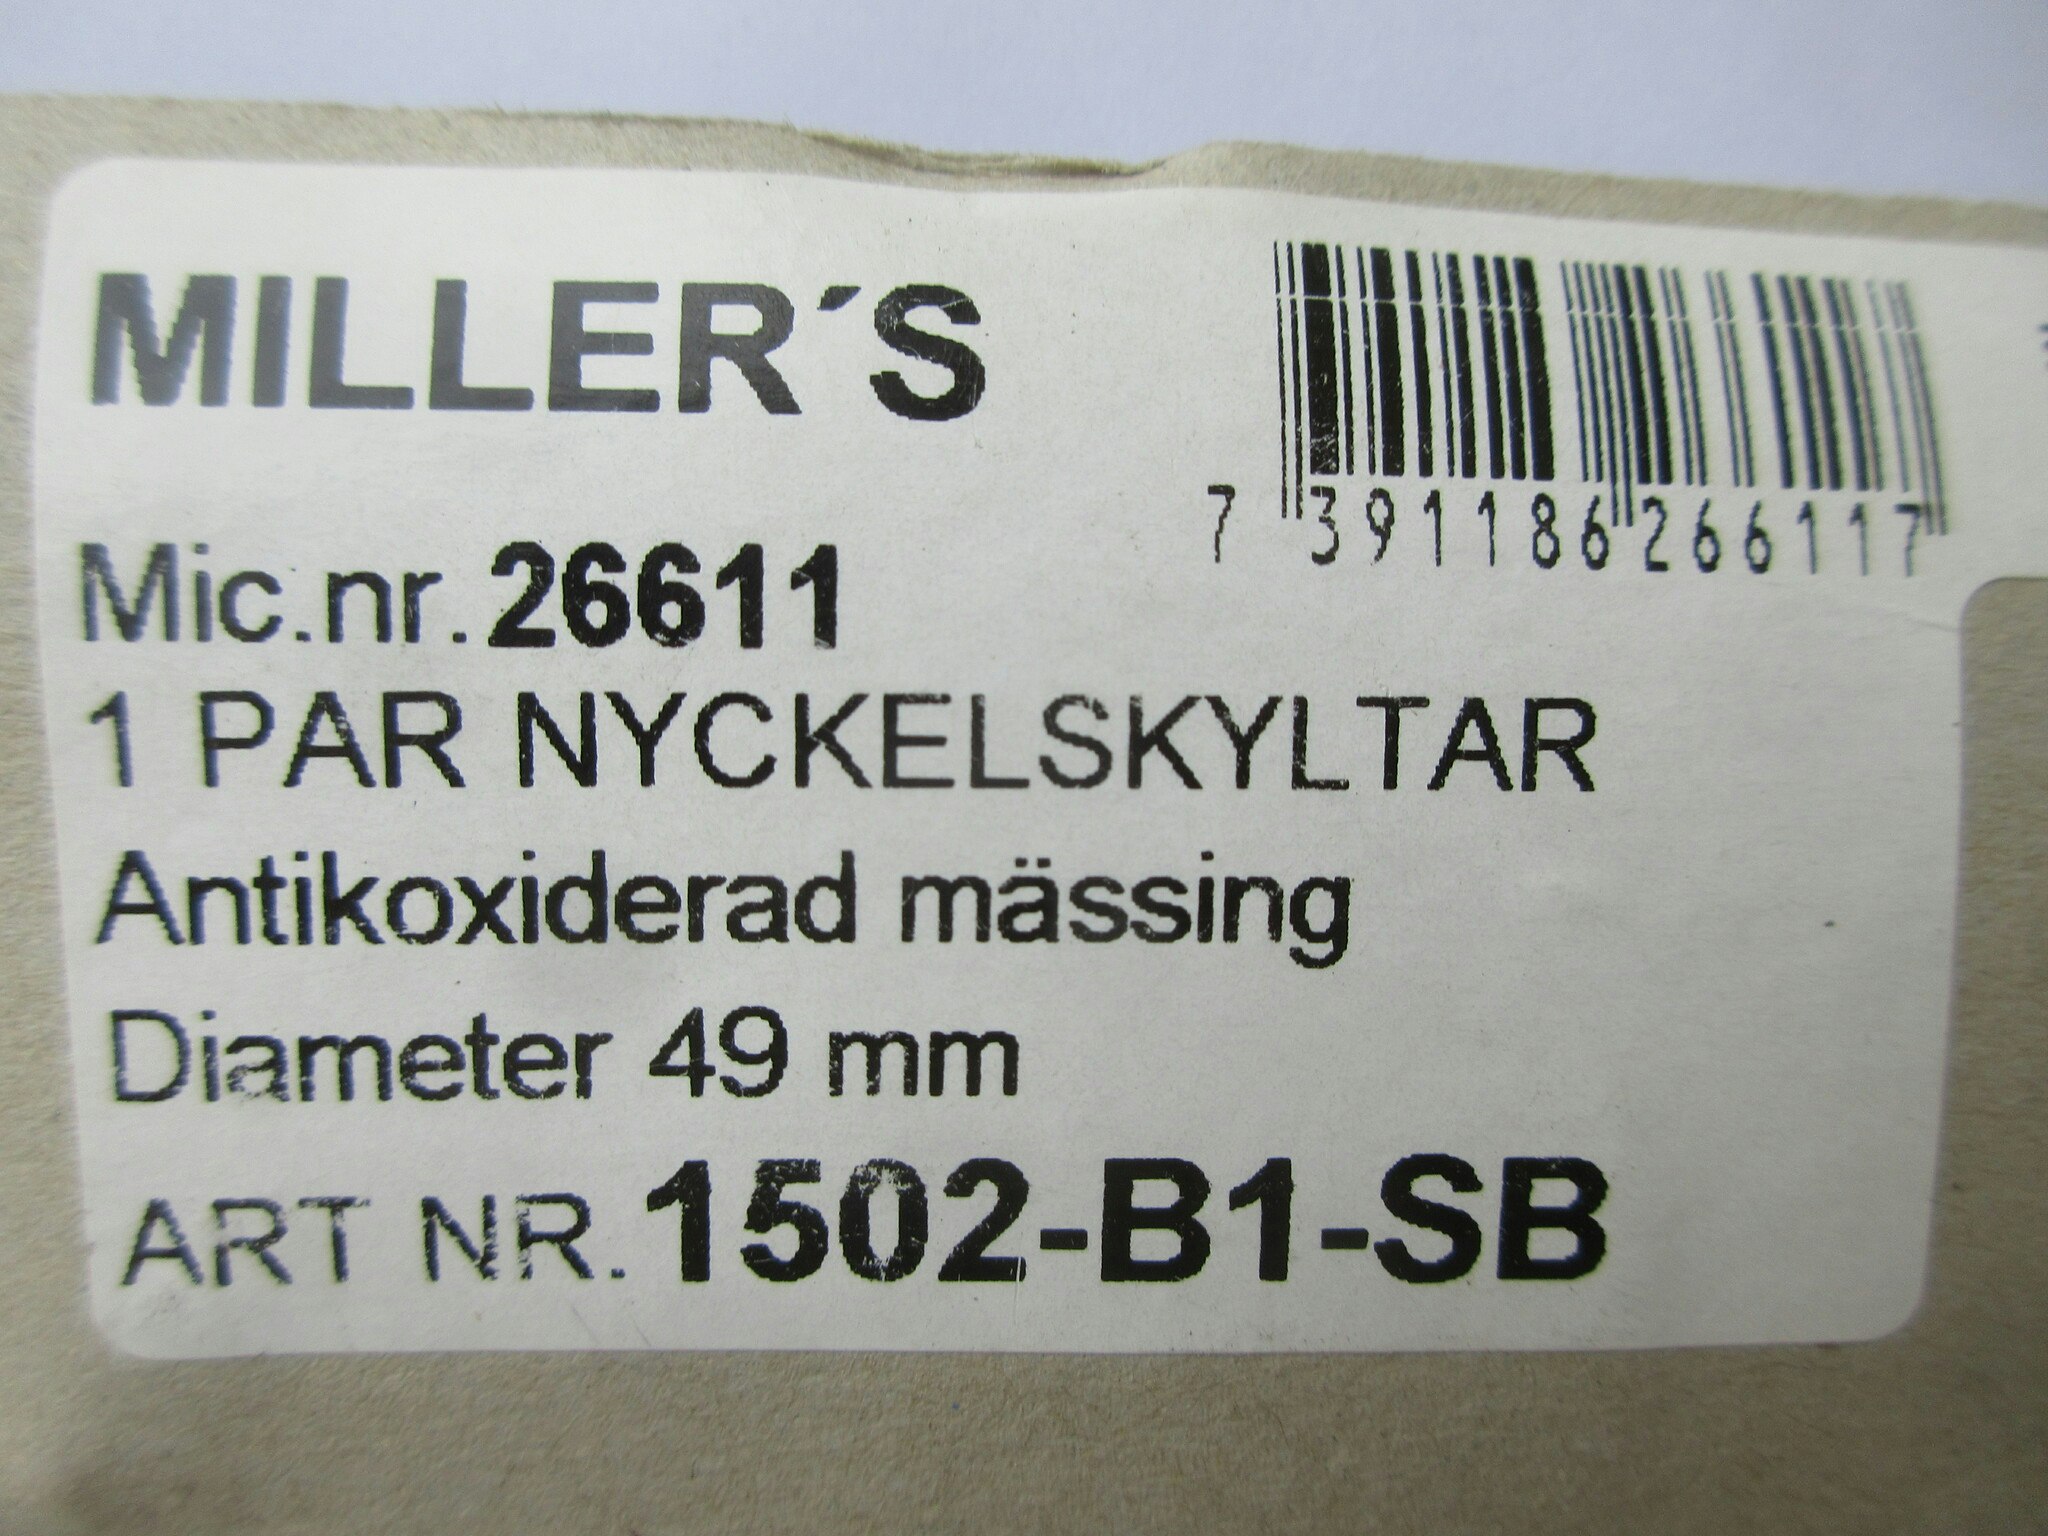 MILLER´S
7 391186 266117
Mic.nr. 26611
1 PAR NYCKELSKYLTAR
Antikoxiderad mässing
Diameter 49 mm
ART NR. 1502-B1-SB